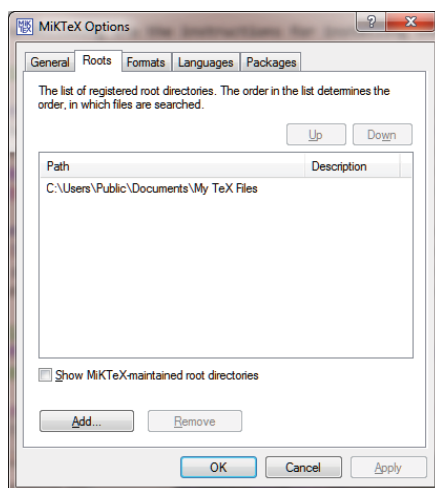 MiKTeX Options
General Roots Formats Languages Packages
The list of registered root directories. The order in the list determines the
order, in which files are searched.
Up Down
Path Description
C:\Users\Public\Documents\My TeX Files
Show MiKTeX-maintained root directories
Add... Remove
OK Cancel Apply